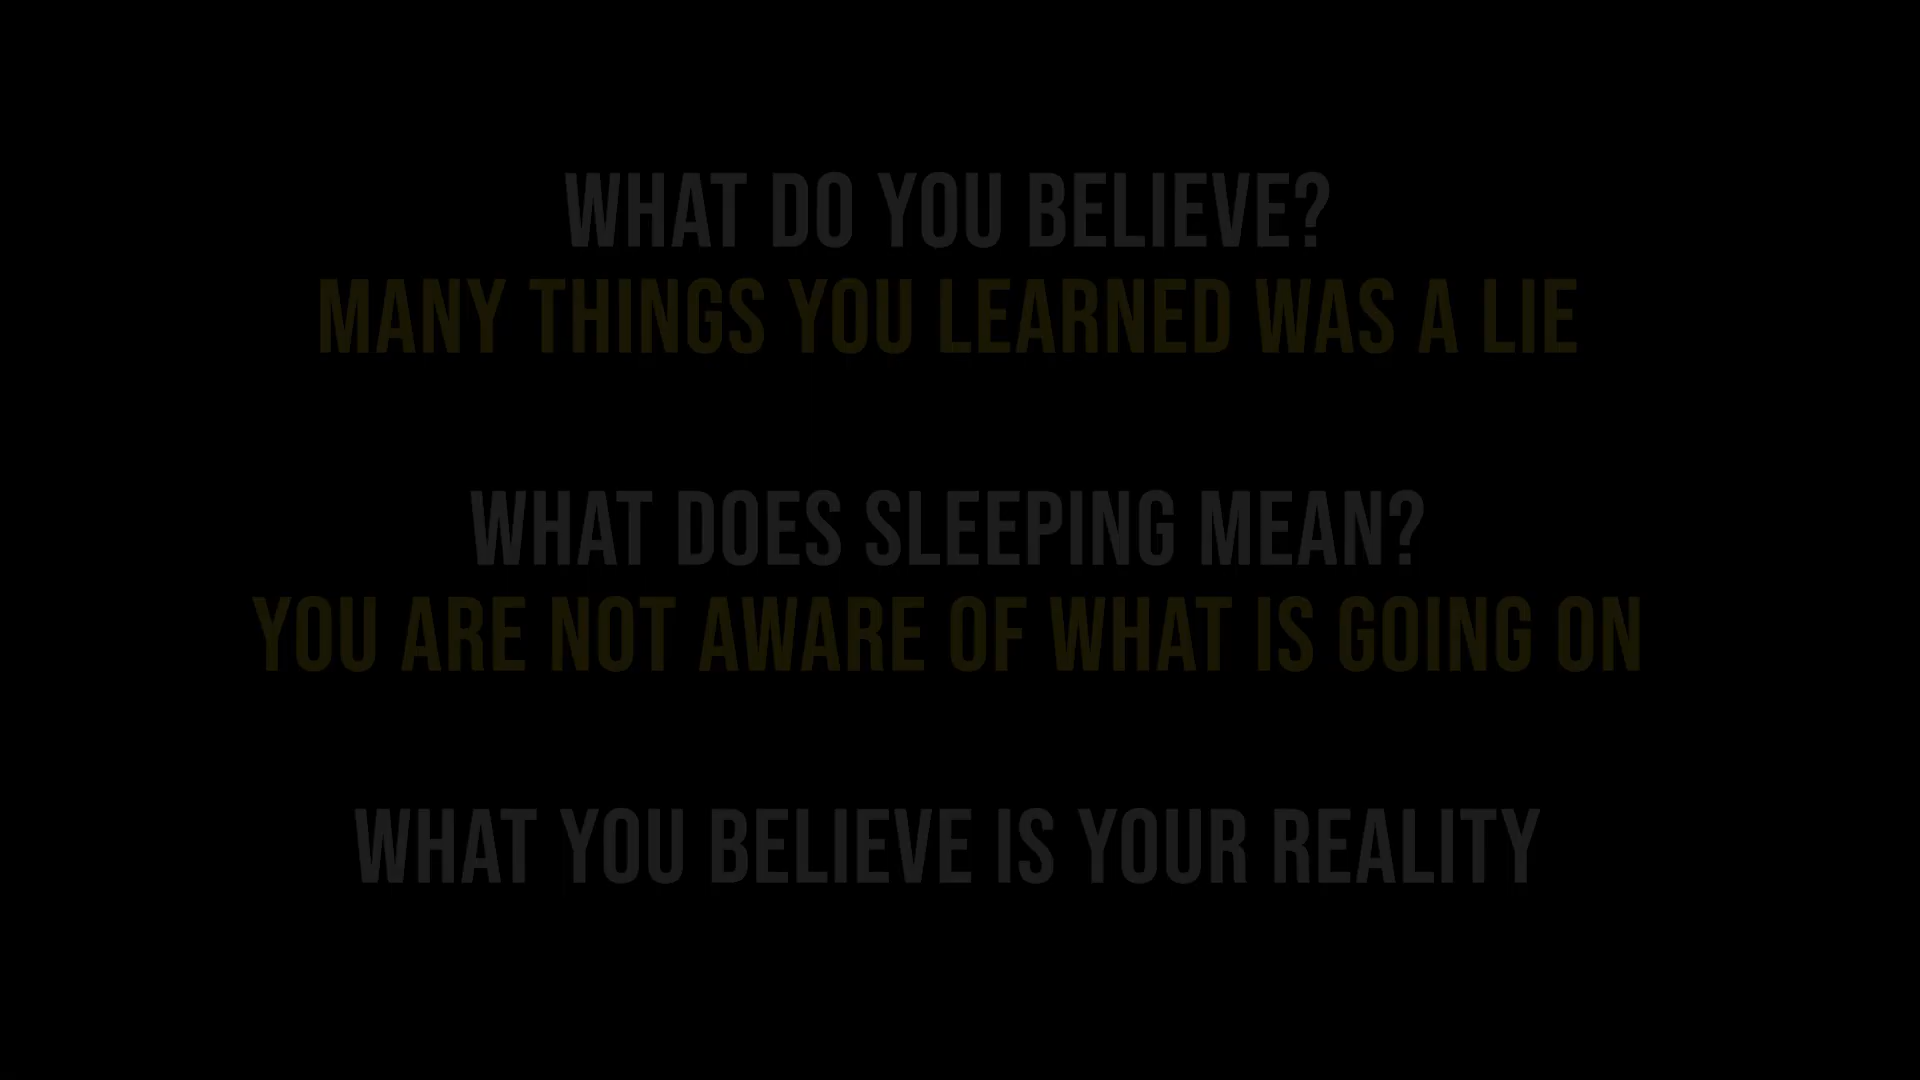 WHAT DO YOU BELIEVE?
MANY THINGS YOU LEARNED WAS A LIE
WHAT DOES SLEEPING MEAN?
YOU ARE NOT AWARE OF WHAT IS GOING ON
WHAT YOU BELIEVE IS YOUR REALITY